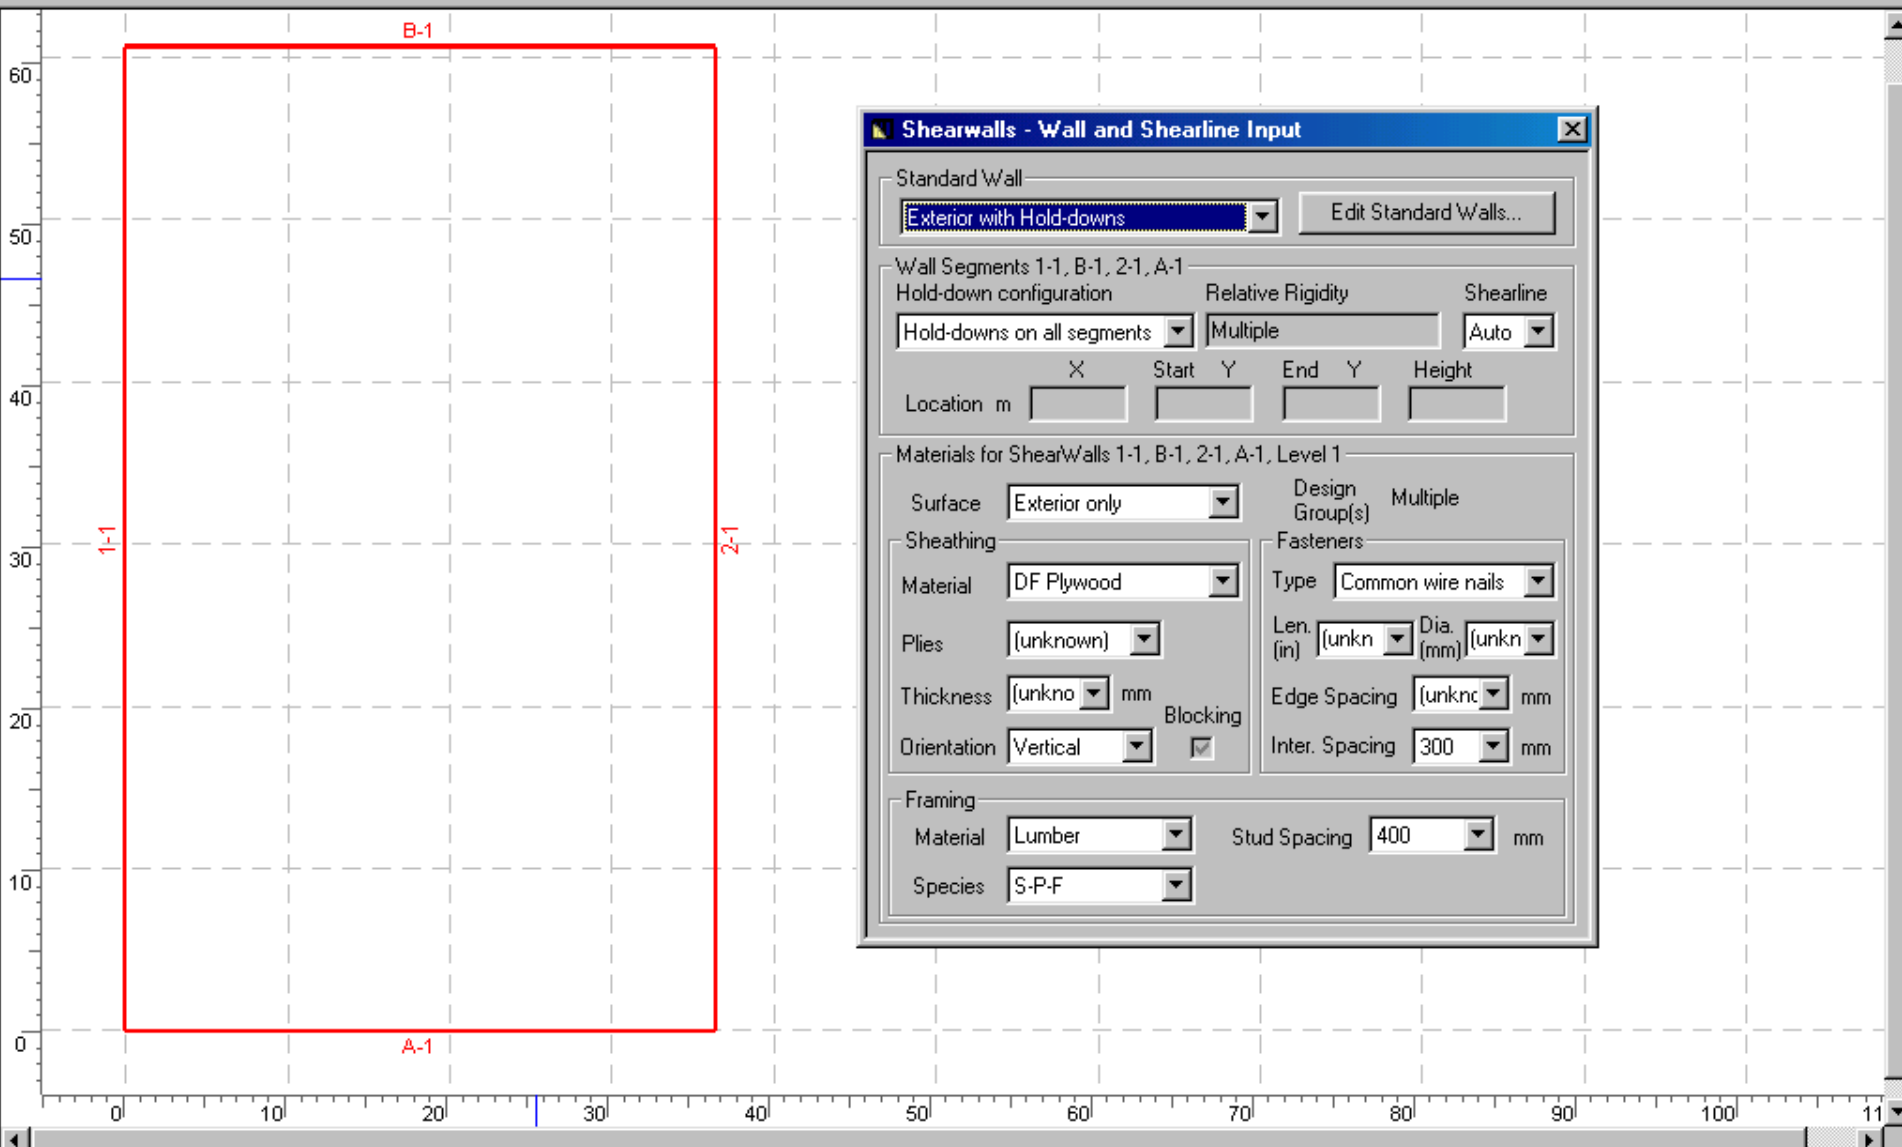 B-1
60
50
40
30
20
10
0
1-1
2-1
A-1
0 10 20 30 40 50 60 70 80 90 100 11
Shearwalls - Wall and Shearline Input
Standard Wall
Exterior with Hold-downs Edit Standard Walls...
Wall Segments 1-1, B-1, 2-1, A-1
Hold-down configuration Relative Rigidity Shearline
Hold-downs on all segments Multiple Auto
X Start Y End Y Height
Location m
Materials for ShearWalls 1-1, B-1, 2-1, A-1, Level 1
Surface Exterior only Design Group(s) Multiple
Sheathing
Material DF Plywood
Plies (unknown)
Thickness (unkno mm
Blocking
Orientation Vertical
Fasteners
Type Common wire nails
Len. (in) (unkn Dia. (mm) (unkn
Edge Spacing (unknc mm
Inter. Spacing 300 mm
Framing
Material Lumber Stud Spacing 400 mm
Species S-P-F